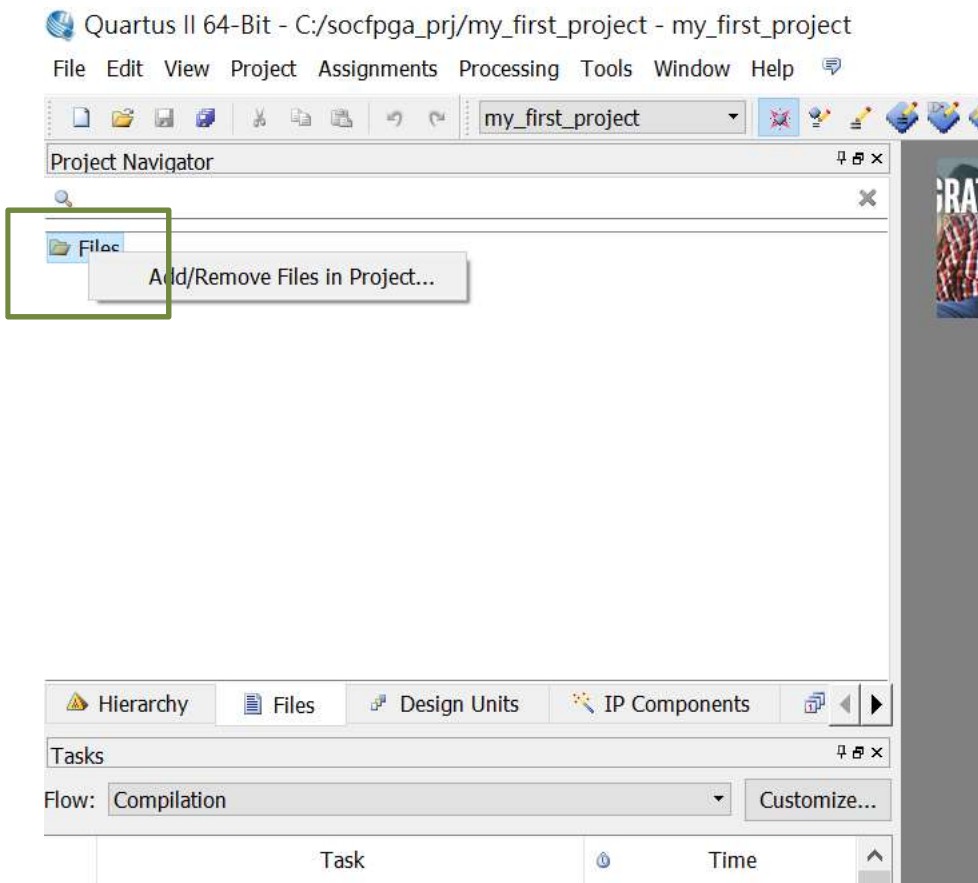 Quartus II 64-Bit - C:/socfpga_prj/my_first_project - my_first_project
File Edit View Project Assignments Processing Tools Window Help
my_first_project
Project Navigator
Files
Add/Remove Files in Project...
Hierarchy Files Design Units IP Components
Tasks
Flow: Compilation Customize...
Task Time